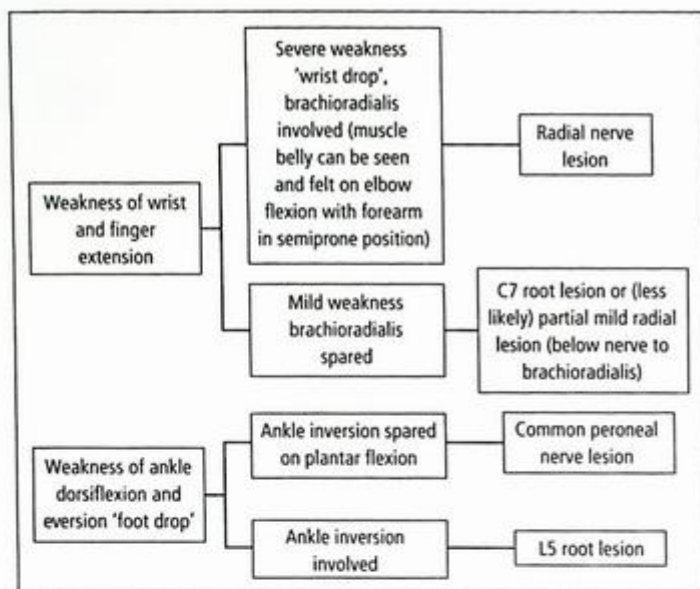 Severe weakness
'wrist drop',
brachioradialis
involved (muscle
belly can be seen
and felt on elbow
flexion with forearm
in semiprone position)
Radial nerve
lesion
Weakness of wrist
and finger
extension
Mild weakness
brachioradialis
spared
C7 root lesion or (less
likely) partial mild radial
lesion (below nerve to
brachioradialis)
Ankle inversion spared
on plantar flexion
Common peroneal
nerve lesion
Weakness of ankle
dorsiflexion and
eversion 'foot drop'
Ankle inversion
involved
L5 root lesion